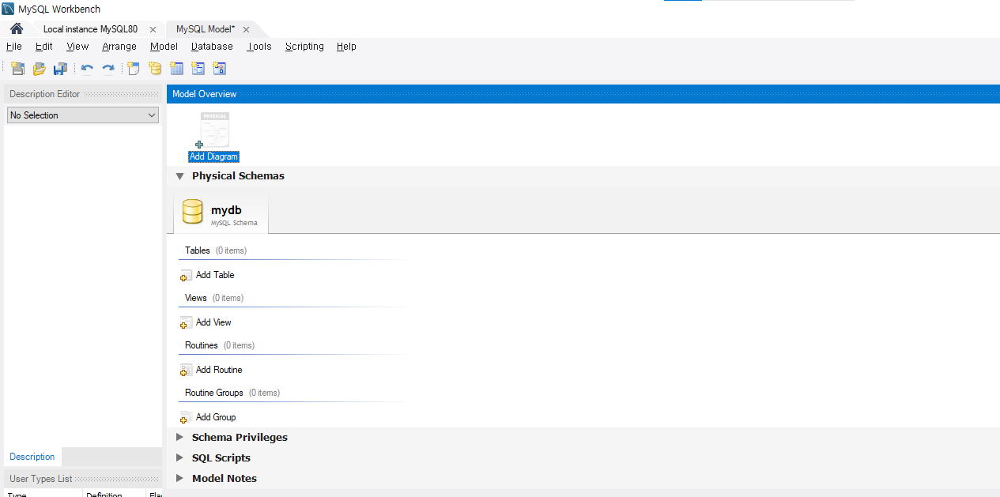 MySQL Workbench
Local instance MySQL80
MySQL Model*
File Edit View Arrange Model Database Tools Scripting Help
Description Editor
Model Overview
No Selection
PHYSICAL
Add Diagram
Physical Schemas
mydb
MySQL Schema
Tables (0 items)
Add Table
Views (0 items)
Add View
Routines (0 items)
Add Routine
Routine Groups (0 items)
Add Group
Schema Privileges
Description
SQL Scripts
User Types List
Model Notes
Type Definition Flag